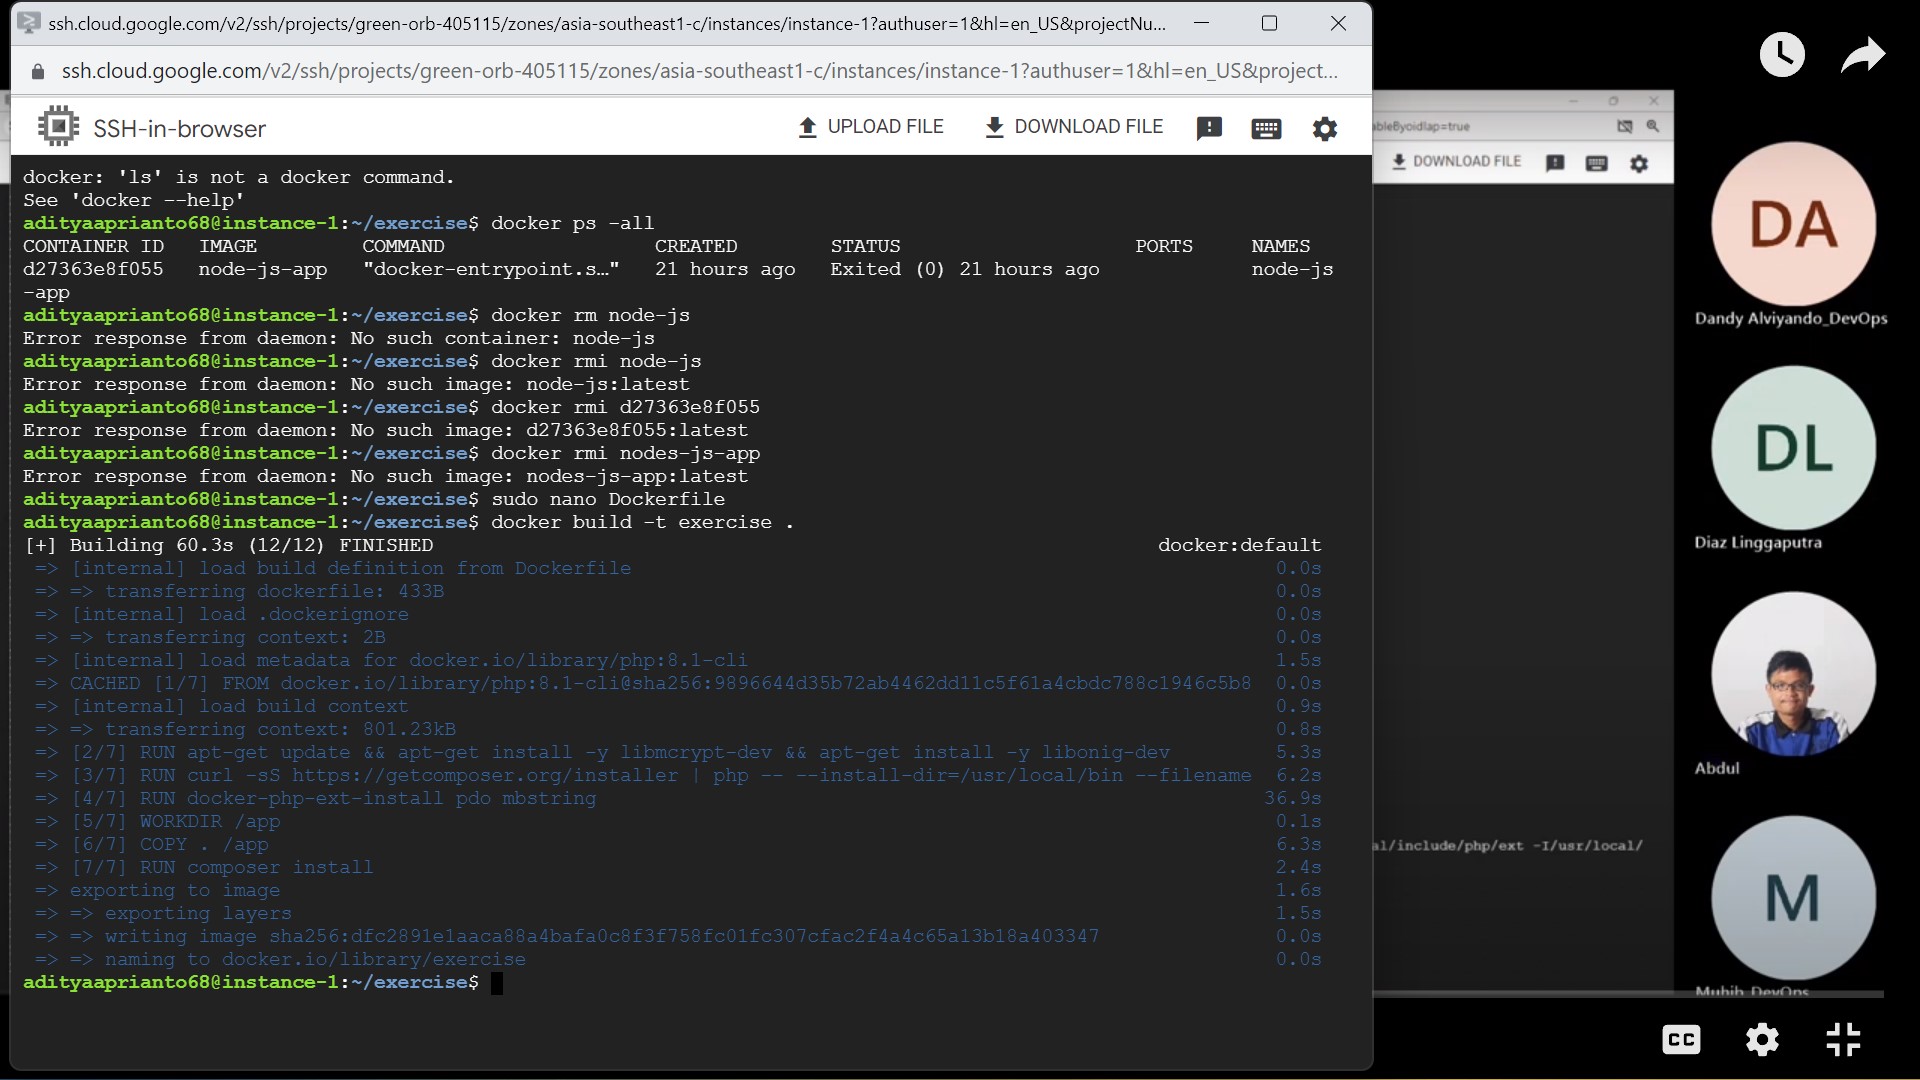 ssh.cloud.google.com/v2/ssh/projects/green-orb-405115/zones/asia-southeast1-c/instances/instance-1?authuser=1&hl=en_US&projectNu...
ssh.cloud.google.com/v2/ssh/projects/green-orb-405115/zones/asia-southeast1-c/instances/instance-1?authuser=1&hl=en_US&project...
SSH-in-browser
UPLOAD FILE
DOWNLOAD FILE
docker: 'ls' is not a docker command.
See 'docker --help'
adityaaprianto68@instance-1:~/exercise$ docker ps -all
CONTAINER ID   IMAGE         COMMAND                  CREATED        STATUS                    PORTS     NAMES
d27363e8f055   node-js-app   "docker-entrypoint.s…"   21 hours ago   Exited (0) 21 hours ago             node-js
-app
adityaaprianto68@instance-1:~/exercise$ docker rm node-js
Error response from daemon: No such container: node-js
adityaaprianto68@instance-1:~/exercise$ docker rmi node-js
Error response from daemon: No such image: node-js:latest
adityaaprianto68@instance-1:~/exercise$ docker rmi d27363e8f055
Error response from daemon: No such image: d27363e8f055:latest
adityaaprianto68@instance-1:~/exercise$ docker rmi nodes-js-app
Error response from daemon: No such image: nodes-js-app:latest
adityaaprianto68@instance-1:~/exercise$ sudo nano Dockerfile
adityaaprianto68@instance-1:~/exercise$ docker build -t exercise .
[+] Building 60.3s (12/12) FINISHED docker:default
=> [internal] load build definition from Dockerfile 0.0s
=> => transferring dockerfile: 433B 0.0s
=> [internal] load .dockerignore 0.0s
=> => transferring context: 2B 0.0s
=> [internal] load metadata for docker.io/library/php:8.1-cli 1.5s
=> CACHED [1/7] FROM docker.io/library/php:8.1-cli@sha256:9896644d35b72ab4462dd11c5f61a4cbdc788c1946c5b8 0.0s
=> [internal] load build context 0.9s
=> => transferring context: 801.23kB 0.8s
=> [2/7] RUN apt-get update && apt-get install -y libmcrypt-dev && apt-get install -y libonig-dev 5.3s
=> [3/7] RUN curl -sS https://getcomposer.org/installer | php -- --install-dir=/usr/local/bin --filename 6.2s
=> [4/7] RUN docker-php-ext-install pdo mbstring 36.9s
=> [5/7] WORKDIR /app 0.1s
=> [6/7] COPY . /app 6.3s
=> [7/7] RUN composer install 2.4s
=> exporting to image 1.6s
=> => exporting layers 1.5s
=> => writing image sha256:dfc2891e1aaca88a4bafa0c8f3f758fc01fc307cfac2f4a4c65a13b18a403347 0.0s
=> => naming to docker.io/library/exercise 0.0s
adityaaprianto68@instance-1:~/exercise$
ableByoidlap=true
DOWNLOAD FILE
al/include/php/ext -I/usr/local/
DA
Dandy Alviyando_DevOps
DL
Diaz Linggaputra
Abdul
M
Muhih_DevOps
CC